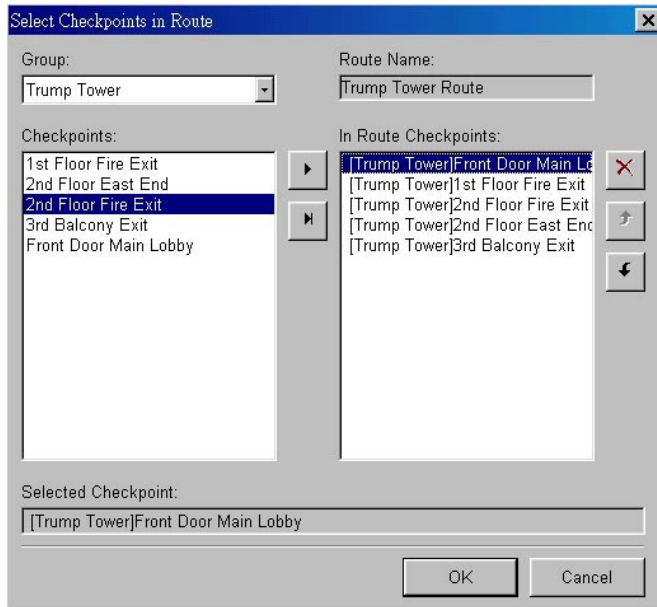 Select Checkpoints in Route
Group:
Trump Tower
Route Name:
Trump Tower Route
Checkpoints:
1st Floor Fire Exit
2nd Floor East End
2nd Floor Fire Exit
3rd Balcony Exit
Front Door Main Lobby
In Route Checkpoints:
[Trump Tower]Front Door Main Lo
[Trump Tower]1st Floor Fire Exit
[Trump Tower]2nd Floor Fire Exit
[Trump Tower]2nd Floor East End
[Trump Tower]3rd Balcony Exit
Selected Checkpoint:
[Trump Tower]Front Door Main Lobby
OK
Cancel